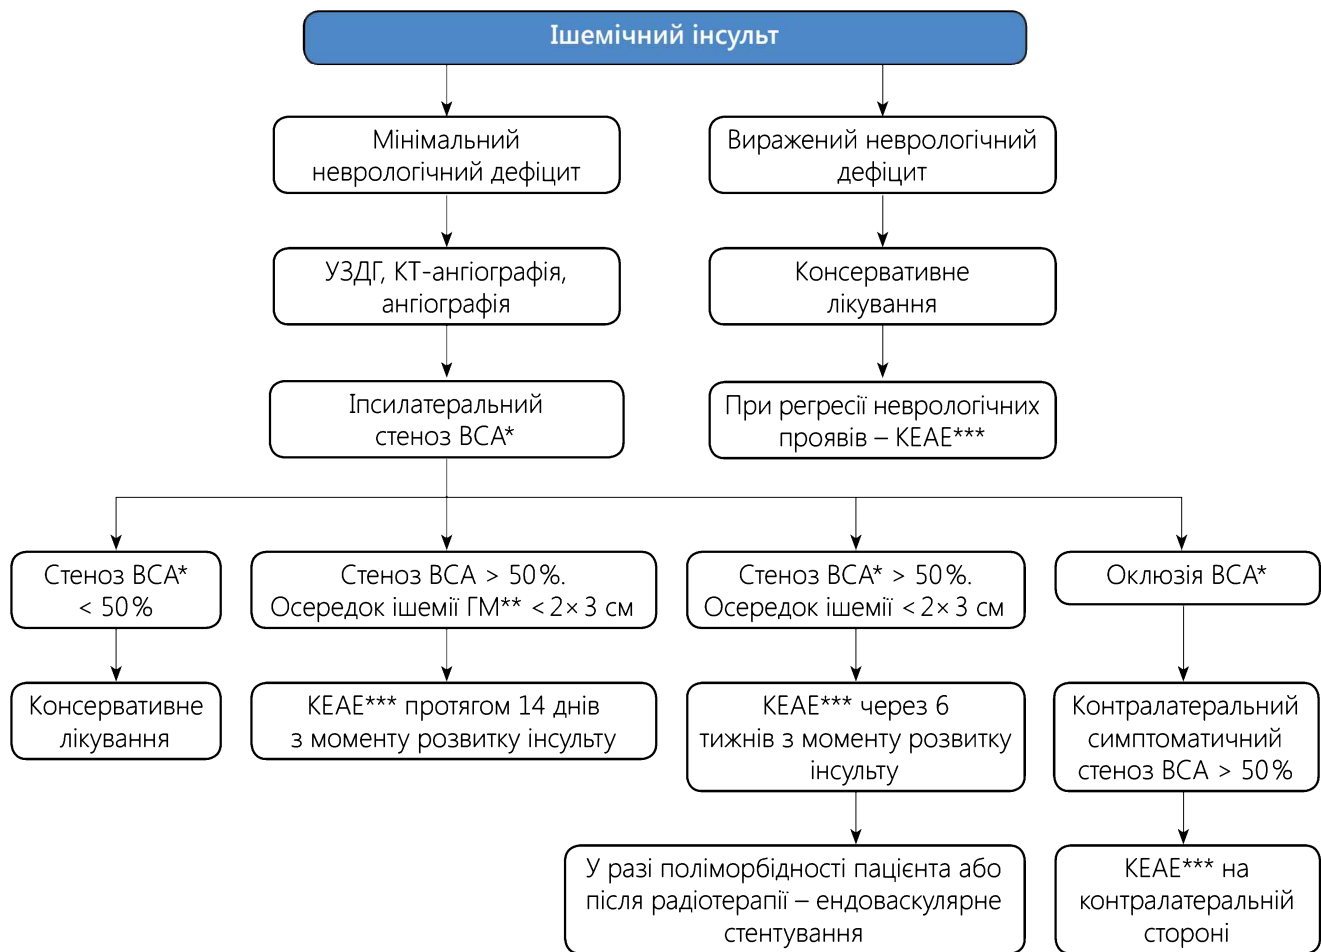 Ішемічний інсульт
Мінімальний
неврологічний дефіцит
Виражений неврологічний
дефіцит
УЗДГ, КТ-ангіографія,
ангіографія
Консервативне
лікування
Іпсилатеральний
стеноз ВСА*
При регресії неврологічних
проявів – КЕАЕ***
Стеноз ВСА*
< 50%
Стеноз ВСА > 50%.
Осередок ішемії ГМ** < 2× 3 см
Стеноз ВСА* > 50%.
Осередок ішемії < 2× 3 см
Оклюзія ВСА*
Консервативне
лікування
КЕАЕ*** протягом 14 днів
з моменту розвитку інсульту
КЕАЕ*** через 6
тижнів з моменту розвитку
інсульту
Контралатеральний
симптоматичний
стеноз ВСА > 50%
У разі поліморбідності пацієнта або
після радіотерапії – ендоваскулярне
стентування
КЕАЕ*** на
контралатеральній
стороні